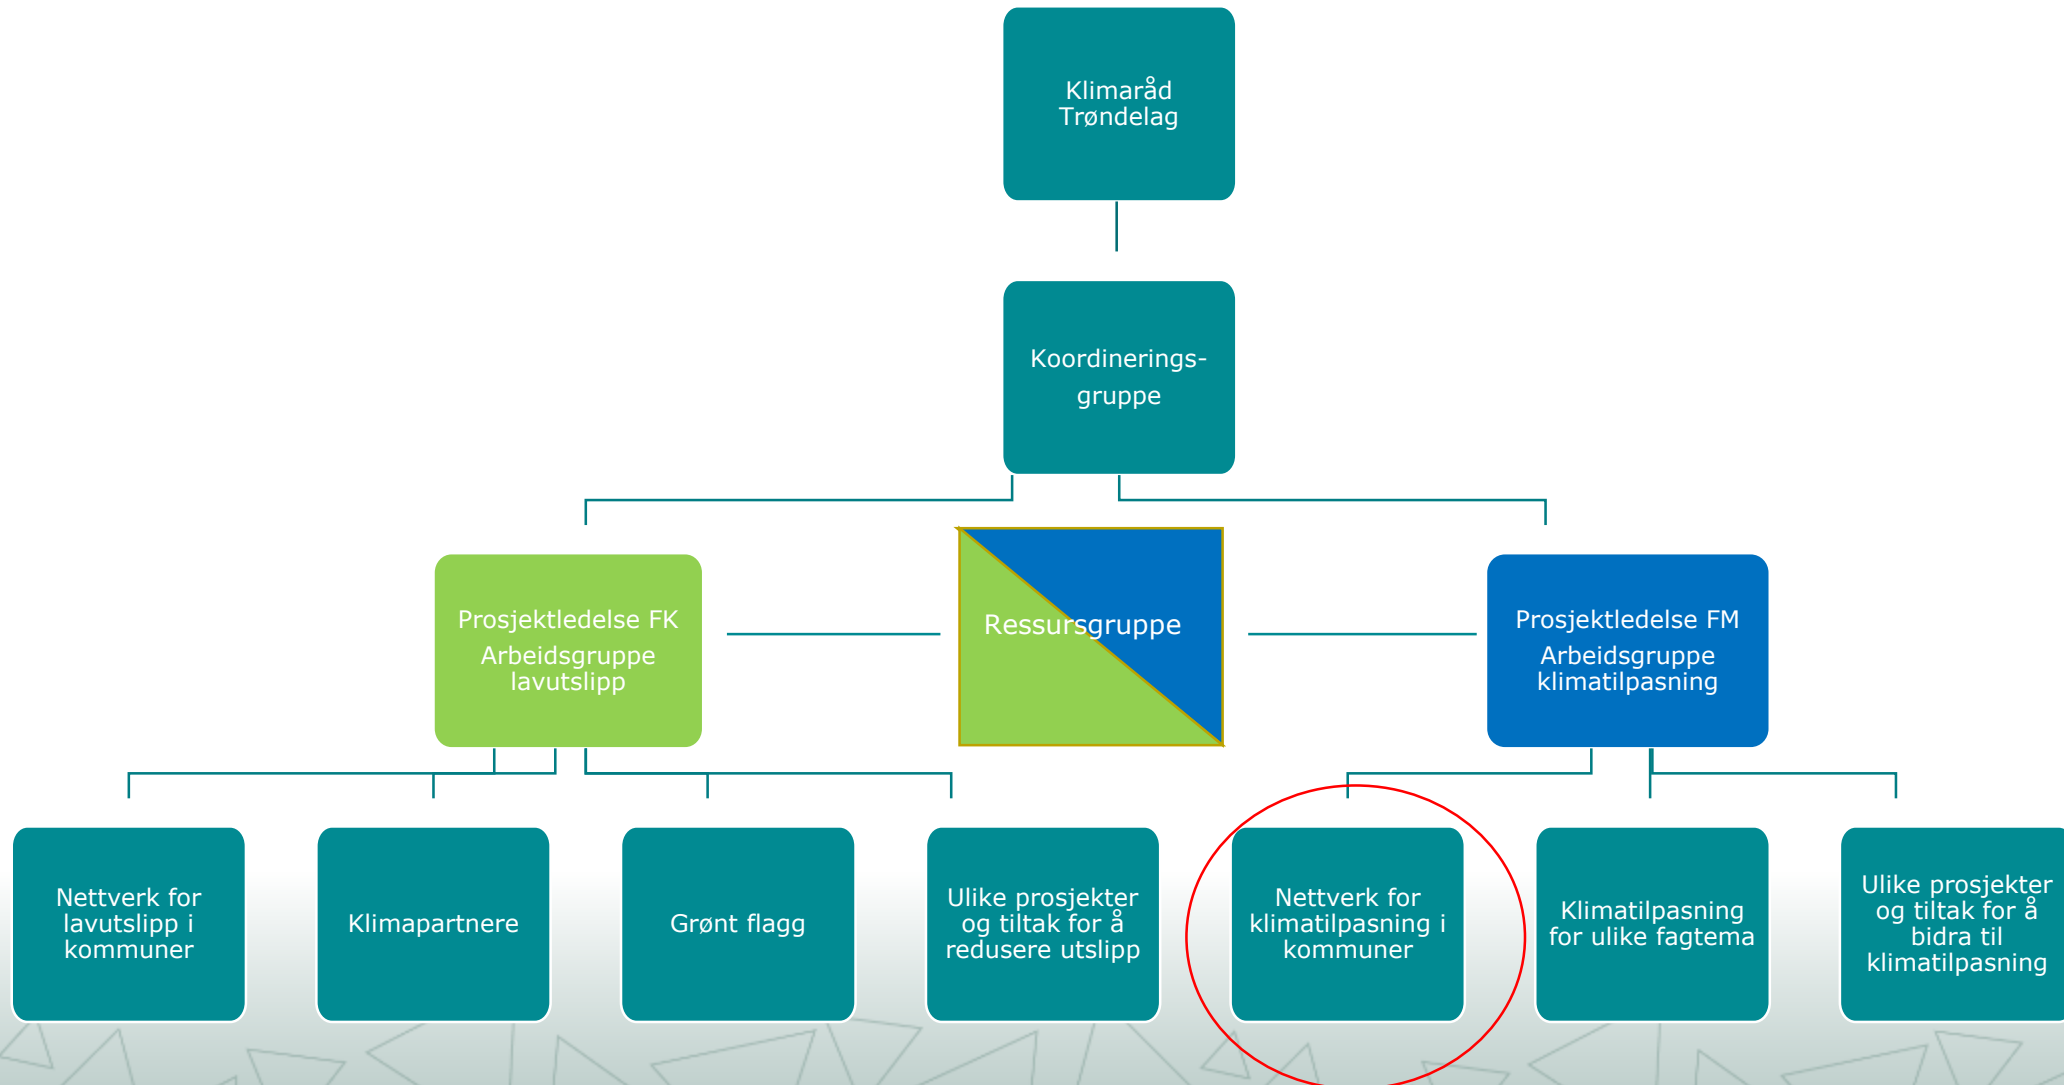 Klimaråd
Trøndelag
Koordinerings-
gruppe
Prosjektledelse FK
Arbeidsgruppe
lavutslipp
Ressursgruppe
Prosjektledelse FM
Arbeidsgruppe
klimatilpasning
Nettverk for
lavutslipp i
kommuner
Klimapartnere
Grønt flagg
Ulike prosjekter
og tiltak for å
redusere utslipp
Nettverk for
klimatilpasning i
kommuner
Klimatilpasning
for ulike fagtema
Ulike prosjekter
og tiltak for å
bidra til
klimatilpasning